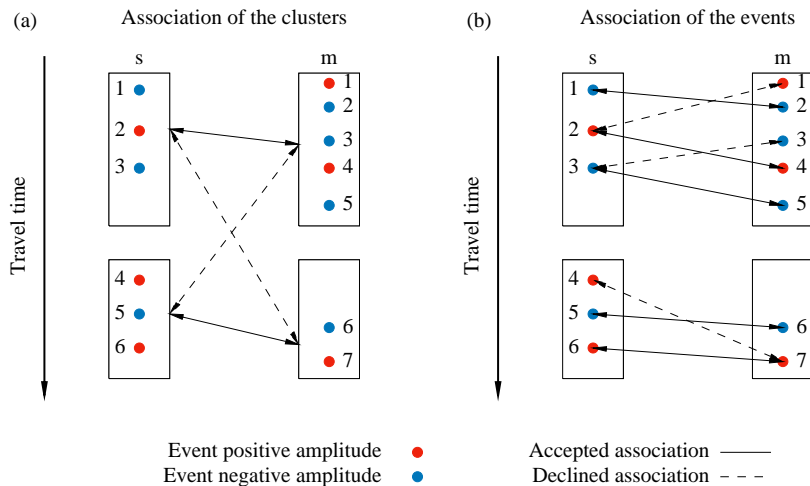 (a) Association of the clusters
s m
1 1
2
2 3
3 4
5
4
5 6
6 7
Travel time
(b) Association of the events
s m
1 1
2
2 3
3 4
5
4
5 6
6 7
Travel time
Event positive amplitude
Event negative amplitude
Accepted association
Declined association